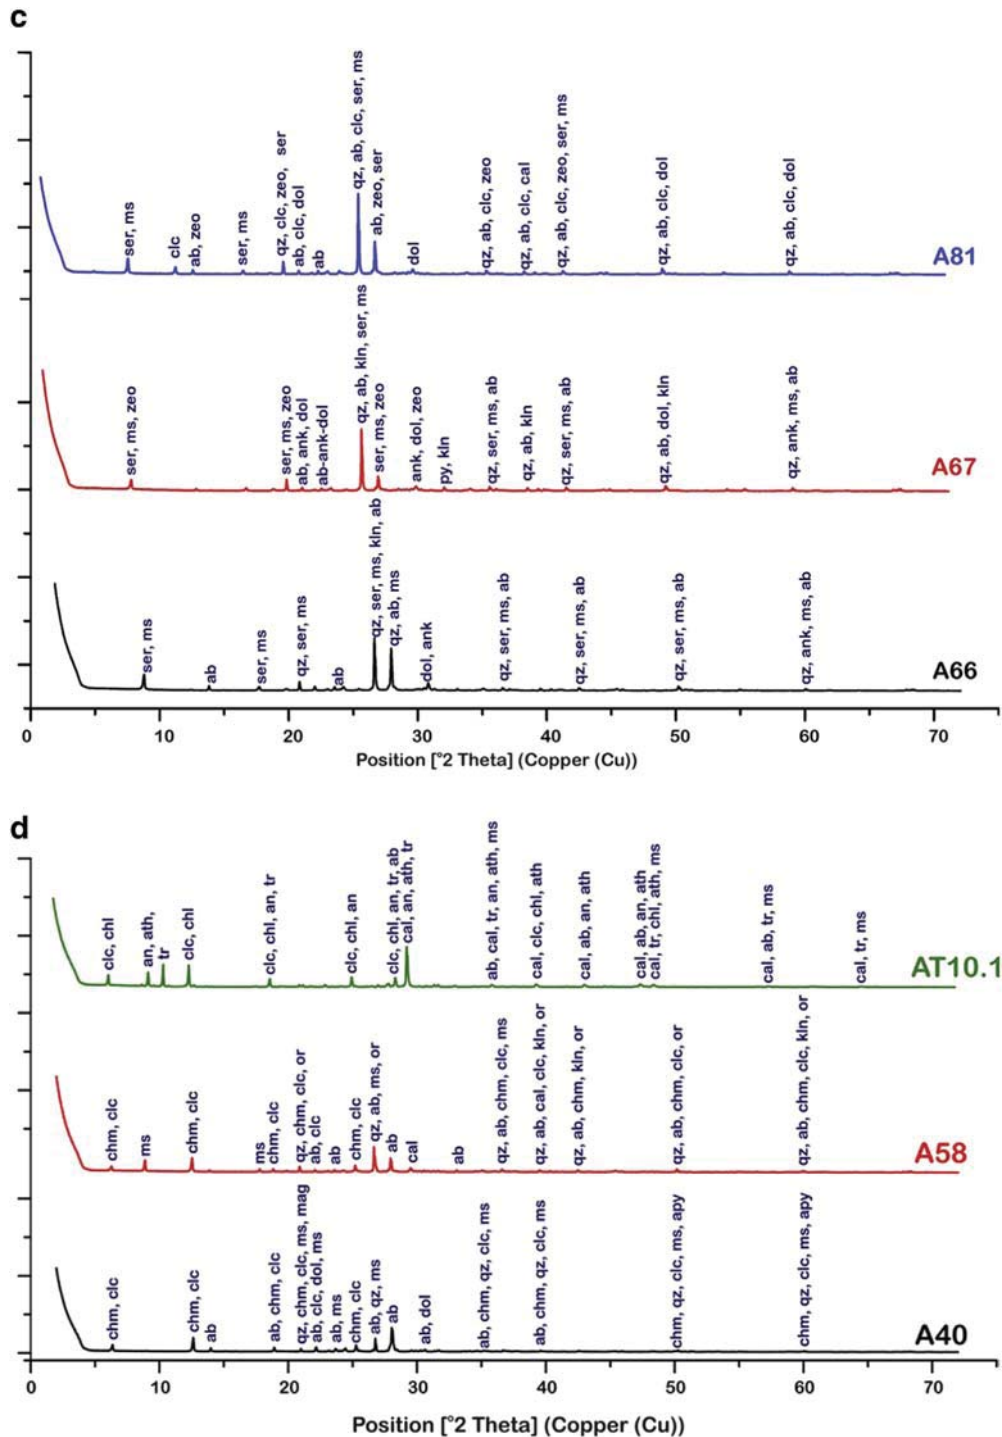 c
ser, ms
clc
ab, zeo
ser, ms
qz, clc, zeo, ser
ab, clc, dol
ab
qz, ab, clc, ser, ms
ab, zeo, ser
dol
qz, ab, clc, zeo
qz, ab, clc, cal
qz, ab, clc, zeo, ser, ms
qz, ab, clc, dol
qz, ab, clc, dol
A81
ser, ms, zeo
ser, ms, zeo
ab, ank, dol
ab-ank-dol
qz, ab, kln, ser, ms
ser, ms, zeo
ank, dol, zeo
py, kln
qz, ser, ms, ab
qz, ab, kln
qz, ser, ms, ab
qz, ab, dol, kln
qz, ank, ms, ab
A67
ser, ms
ab
ser, ms
qz, ser, ms
ab
qz, ser, ms, kln, ab
qz, ab, ms
dol, ank
qz, ser, ms, ab
qz, ser, ms, ab
qz, ser, ms, ab
qz, ank, ms, ab
A66
0 10 20 30 40 50 60 70
Position [°2 Theta] (Copper (Cu))
d
clc, chl
an, ath,
tr
clc, chl
clc, chl, an, tr
clc, chl, an
clc, chl, an, tr, ab
cal, an, ath, tr
ab, cal, tr, an, ath, ms
cal, clc, chl, ath
cal, ab, an, ath
cal, ab, an, ath
cal, tr, chl, ath, ms
cal, ab, tr, ms
cal, tr, ms
AT10.1
chm, clc
ms
chm, clc
ms
chm, clc
qz, chm, clc, or
ab, clc
ab
chm, clc
qz, ab, ms, or
ab
cal
ab
qz, ab, chm, clc, ms
qz, ab, cal, clc, kln, or
qz, ab, chm, kln, or
qz, ab, chm, clc, or
qz, ab, chm, clc, kln, or
A58
chm, clc
chm, clc
ab
ab, chm, clc
qz, chm, clc, ms, mag
ab, clc, dol, ms
ab, ms
chm, clc
ab, qz, ms
ab
ab, dol
ab, chm, qz, clc, ms
ab, chm, qz, clc, ms
chm, qz, clc, ms, apy
chm, qz, clc, ms, apy
A40
0 10 20 30 40 50 60 70
Position [°2 Theta] (Copper (Cu))